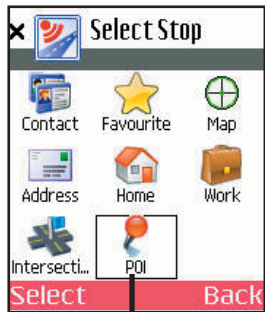 Select Stop
Contact Favourite Map
Address Home Work
Intersecti... POI
Select Back